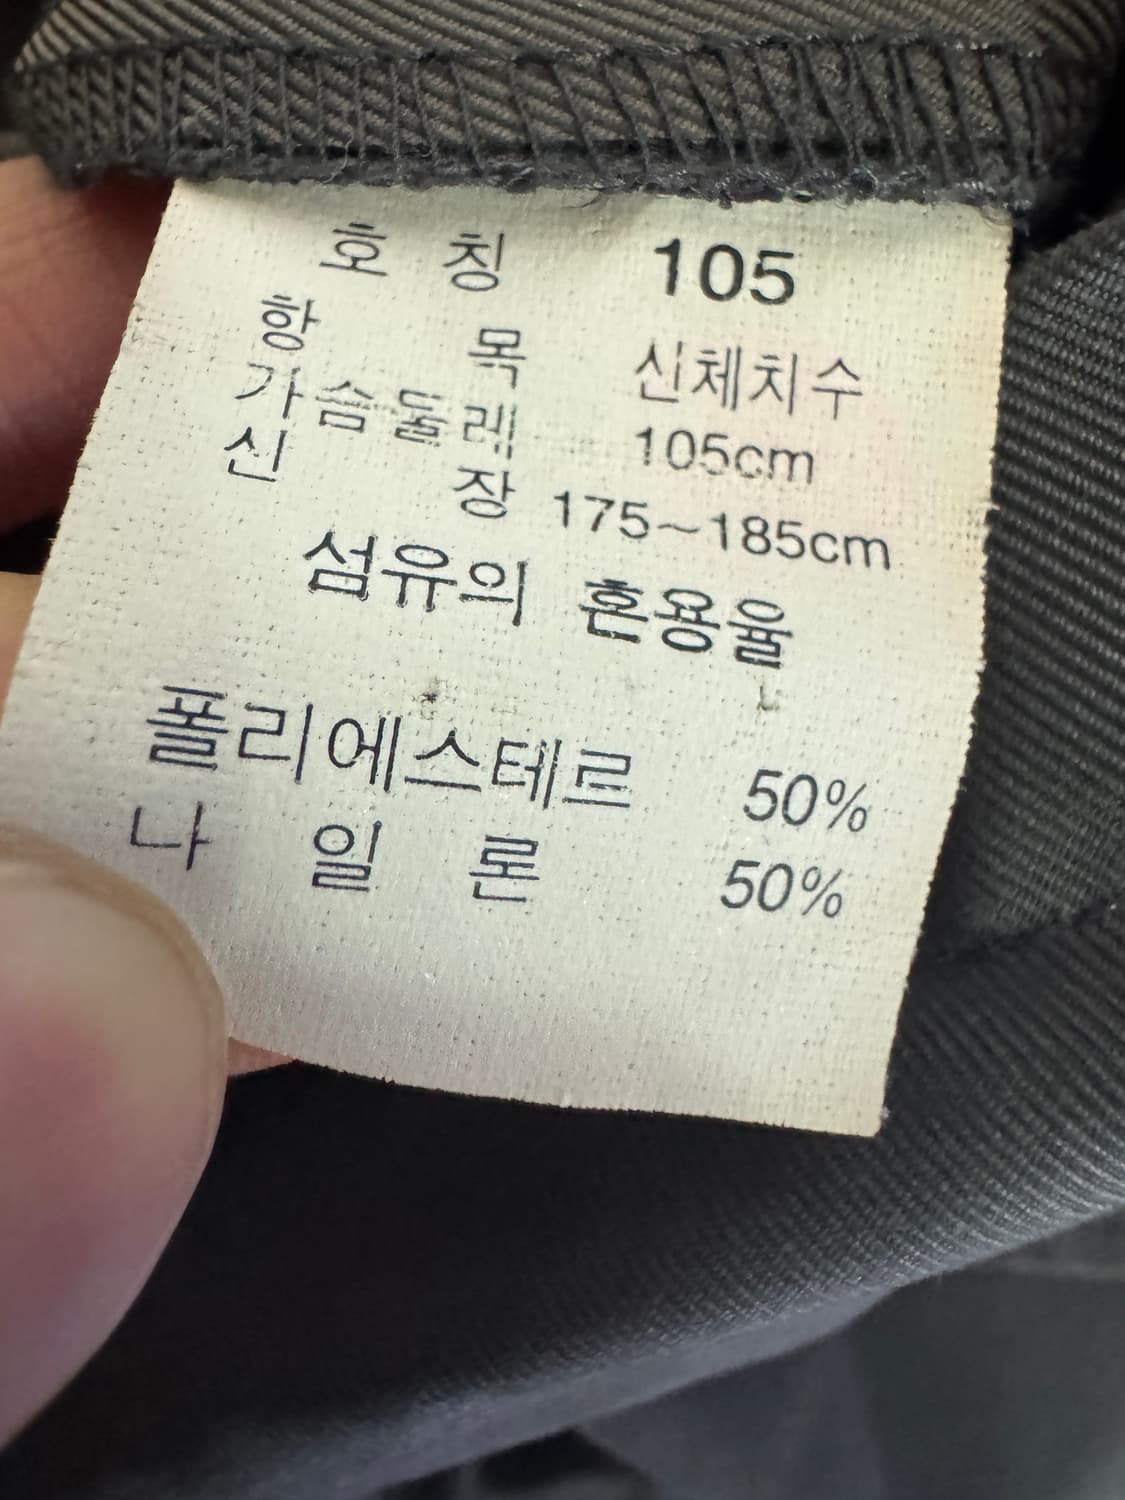 호 칭 105
항 목 신체치수
가슴둘레 105cm
신 장 175~185cm
섬유의 혼용율
폴리에스테르 50%
나 일 론 50%